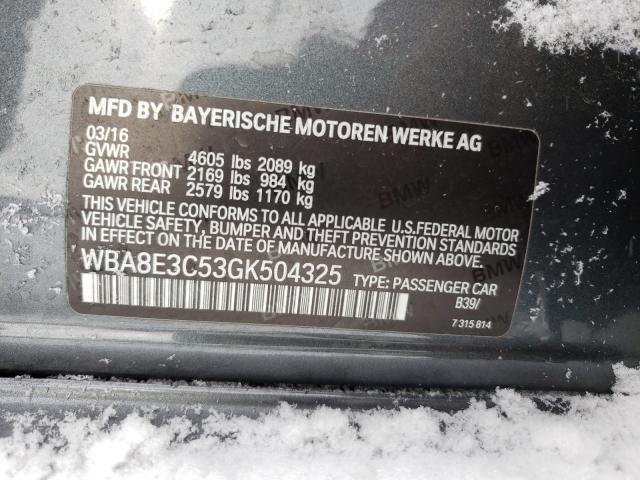 MFD BY BAYERISCHE MOTOREN WERKE AG
03/16
GVWR 4605 lbs 2089 kg
GAWR FRONT 2169 lbs 984 kg
GAWR REAR 2579 lbs 1170 kg
THIS VEHICLE CONFORMS TO ALL APPLICABLE U.S.FEDERAL MOTOR
VEHICLE SAFETY, BUMPER AND THEFT PREVENTION STANDARDS
IN EFFECT ON THE DATE OF MANUFACTURE SHOWN ABOVE.
WBA8E3C53GK504325 TYPE: PASSENGER CAR
B39/
7 315 814